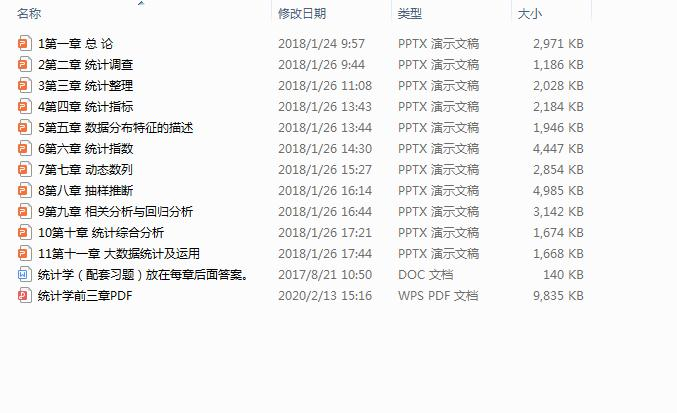 名称 修改日期 类型 大小
1第一章 总 论 2018/1/24 9:57 PPTX 演示文稿 2,971 KB
2第二章 统计调查 2018/1/26 9:44 PPTX 演示文稿 1,186 KB
3第三章 统计整理 2018/1/26 11:08 PPTX 演示文稿 2,028 KB
4第四章 统计指标 2018/1/26 13:43 PPTX 演示文稿 2,184 KB
5第五章 数据分布特征的描述 2018/1/26 13:44 PPTX 演示文稿 1,946 KB
6第六章 统计指数 2018/1/26 14:30 PPTX 演示文稿 4,447 KB
7第七章 动态数列 2018/1/26 15:27 PPTX 演示文稿 2,854 KB
8第八章 抽样推断 2018/1/26 16:14 PPTX 演示文稿 4,985 KB
9第九章 相关分析与回归分析 2018/1/26 16:44 PPTX 演示文稿 3,142 KB
10第十章 统计综合分析 2018/1/26 17:21 PPTX 演示文稿 1,674 KB
11第十一章 大数据统计及运用 2018/1/26 17:44 PPTX 演示文稿 1,668 KB
统计学（配套习题）放在每章后面答案。 2017/8/21 10:50 DOC 文档 140 KB
统计学前三章PDF 2020/2/13 15:16 WPS PDF 文档 9,835 KB